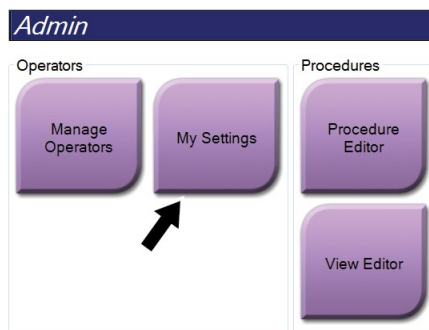 Admin
Operators
Procedures
Manage
Operators
My Settings
Procedure
Editor
View Editor